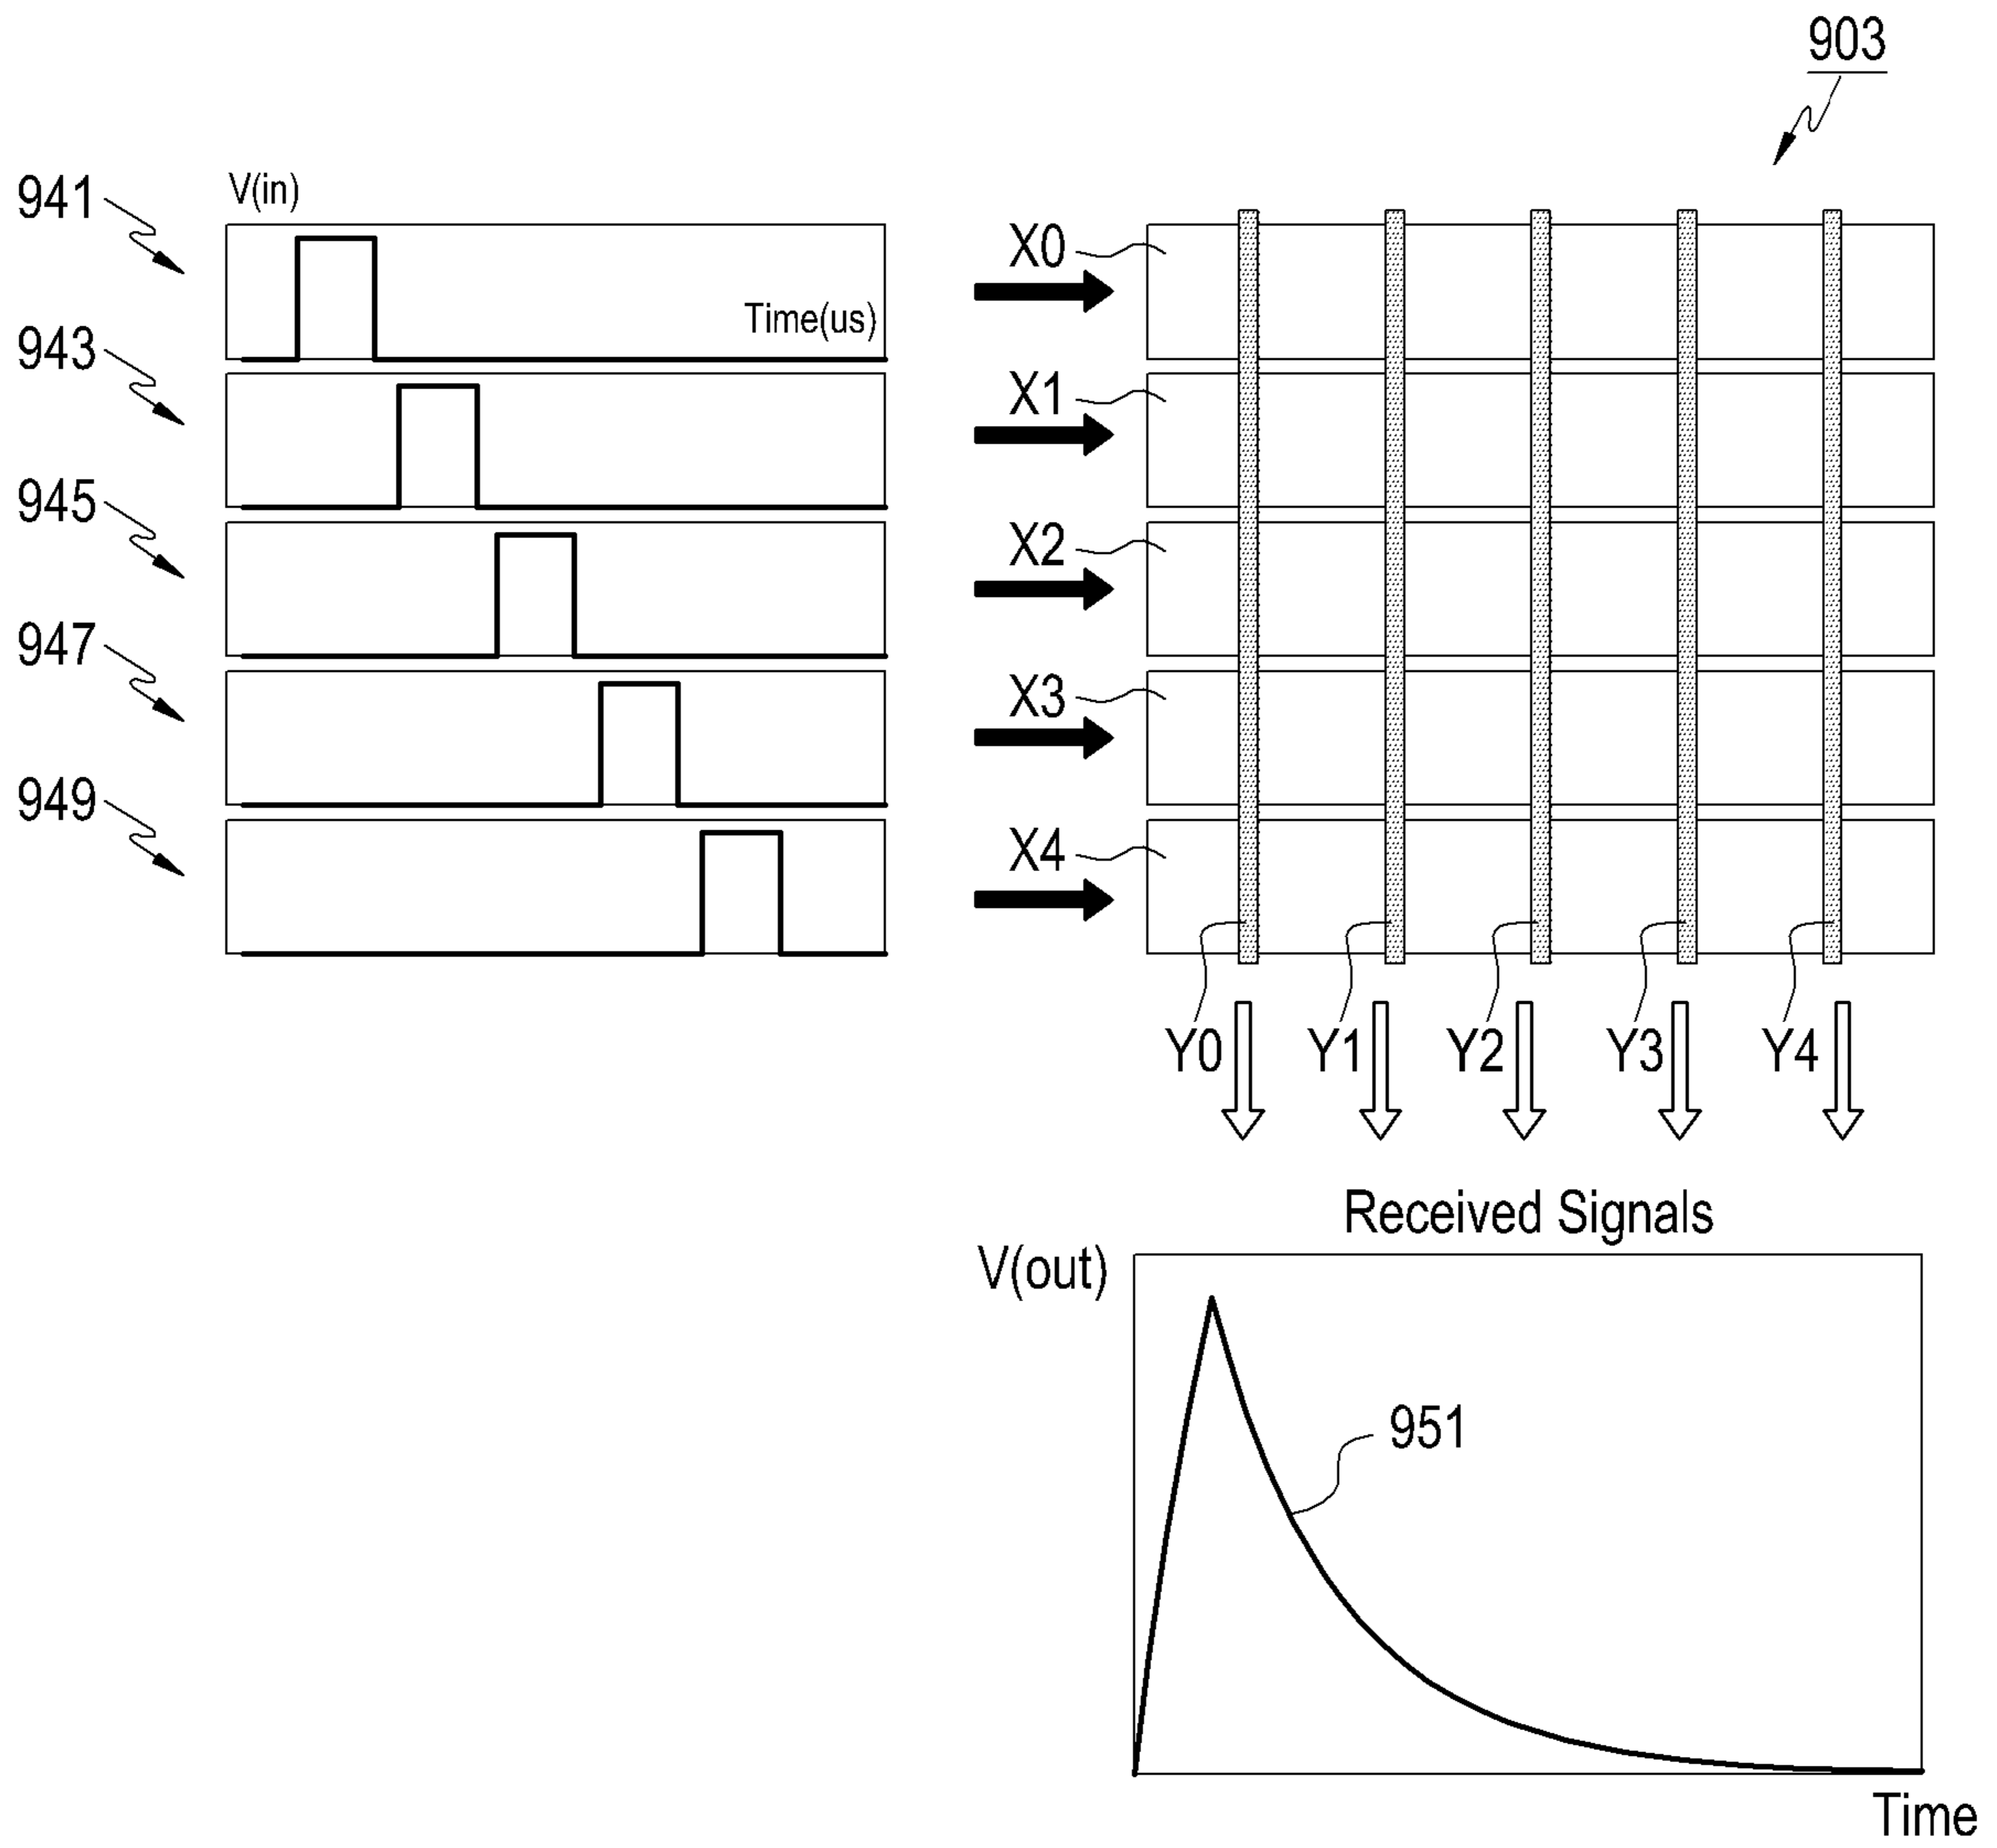 903
941
V(in)
X0
Time(us)
943
X1
945
X2
947
X3
949
X4
Y0
Y1
Y2
Y3
Y4
Received Signals
V(out)
951
Time